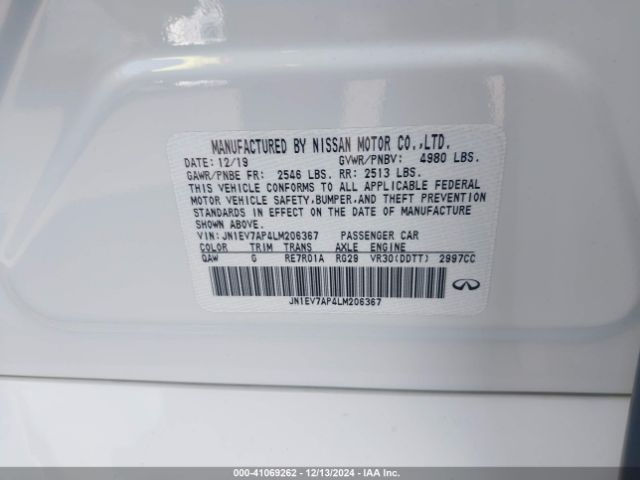 MANUFACTURED BY NISSAN MOTOR CO.,LTD.
DATE: 12/19 GVWR/PNBV: 4980 LBS.
GAWR/PNBE FR: 2546 LBS. RR: 2513 LBS.
THIS VEHICLE CONFORMS TO ALL APPLICABLE FEDERAL
MOTOR VEHICLE SAFETY,BUMPER,AND THEFT PREVENTION
STANDARDS IN EFFECT ON THE DATE OF MANUFACTURE
SHOWN ABOVE.
VIN: JN1EV7AP4LM206367 PASSENGER CAR
COLOR TRIM TRANS AXLE ENGINE
QAW G RE7R01A RG29 VR30(DDTT) 2997CC
JN1EV7AP4LM206367
000-41069262 - 12/13/2024 - IAA Inc.